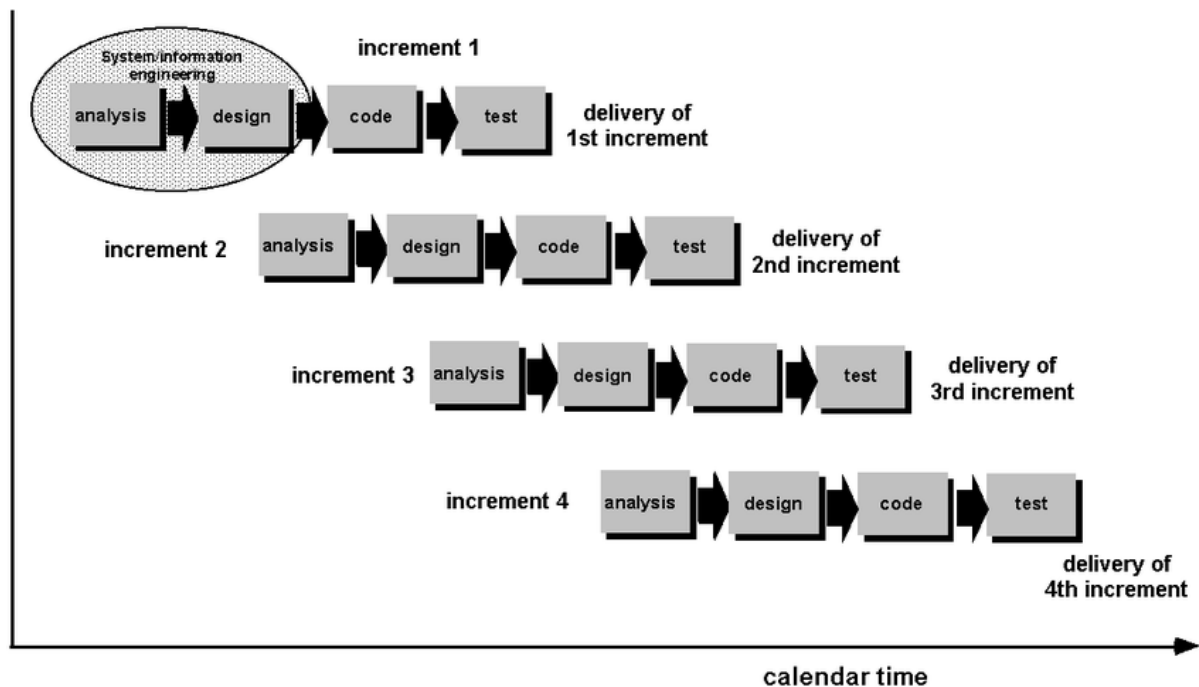 increment 1
System/information
engineering
analysis
design
code
test
delivery of
1st increment
increment 2
analysis
design
code
test
delivery of
2nd increment
increment 3
analysis
design
code
test
delivery of
3rd increment
increment 4
analysis
design
code
test
delivery of
4th increment
calendar time